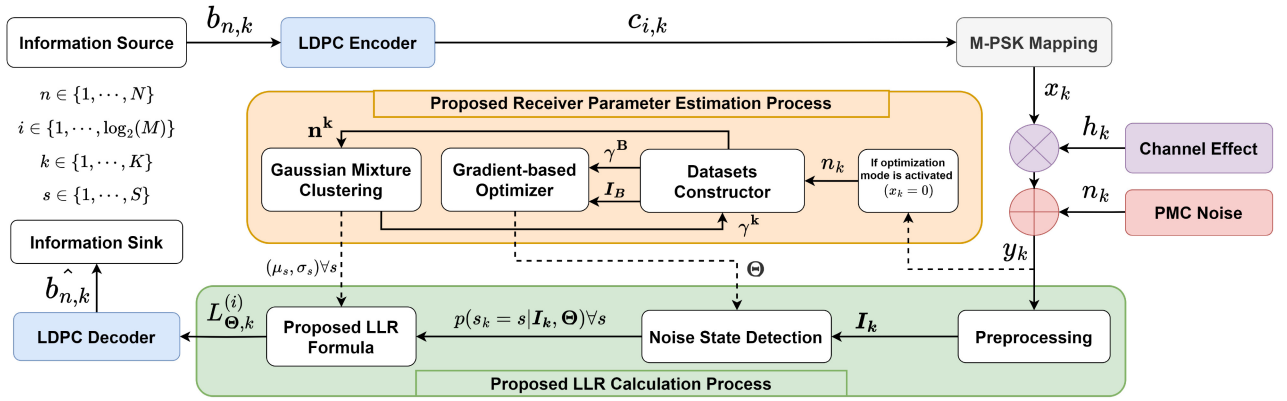 Information Source
b_{n,k}
LDPC Encoder
c_{i,k}
M-PSK Mapping
n ∈ {1, ⋯, N}
i ∈ {1, ⋯, log₂(M)}
k ∈ {1, ⋯, K}
s ∈ {1, ⋯, S}
x_k
h_k
Channel Effect
n_k
PMC Noise
y_k
Proposed Receiver Parameter Estimation Process
n^k
Gaussian Mixture
Clustering
Gradient-based
Optimizer
γ^B
I_B
Datasets
Constructor
n_k
If optimization
mode is activated
(x_k = 0)
γ^k
(μ_s, σ_s)∀s
Θ
Information Sink
\hat{b_{n,k}}
LDPC Decoder
L^{(i)}_{Θ,k}
Proposed LLR
Formula
p(s_k = s|I_k, Θ)∀s
Noise State Detection
I_k
Preprocessing
Proposed LLR Calculation Process